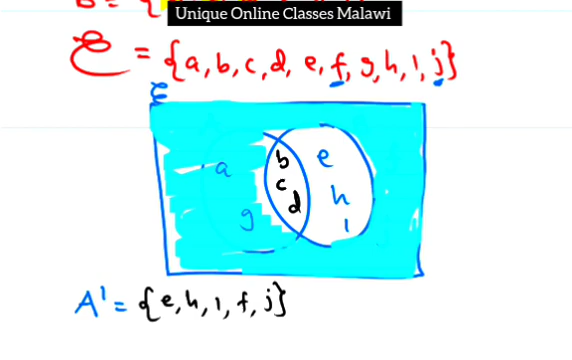 Unique Online Classes Malawi
ℰ = {a, b, c, d, e, f, g, h, i, j}
ℰ
b e
a c
d h
g i
A' = {e, h, i, f, j}